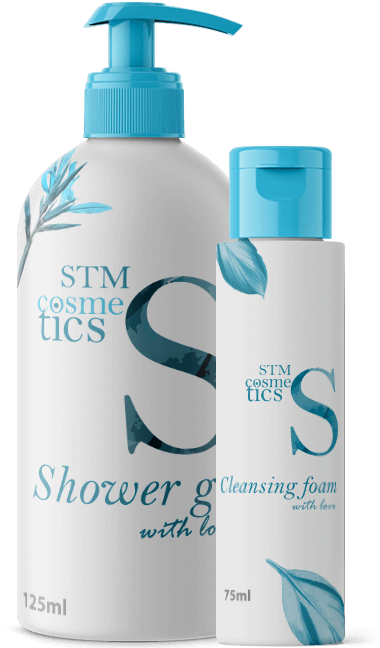 STM
cosme
tics
S
Shower g
with lo
125ml
STM
cosme
tics
S
Cleansing foam
with love
75ml